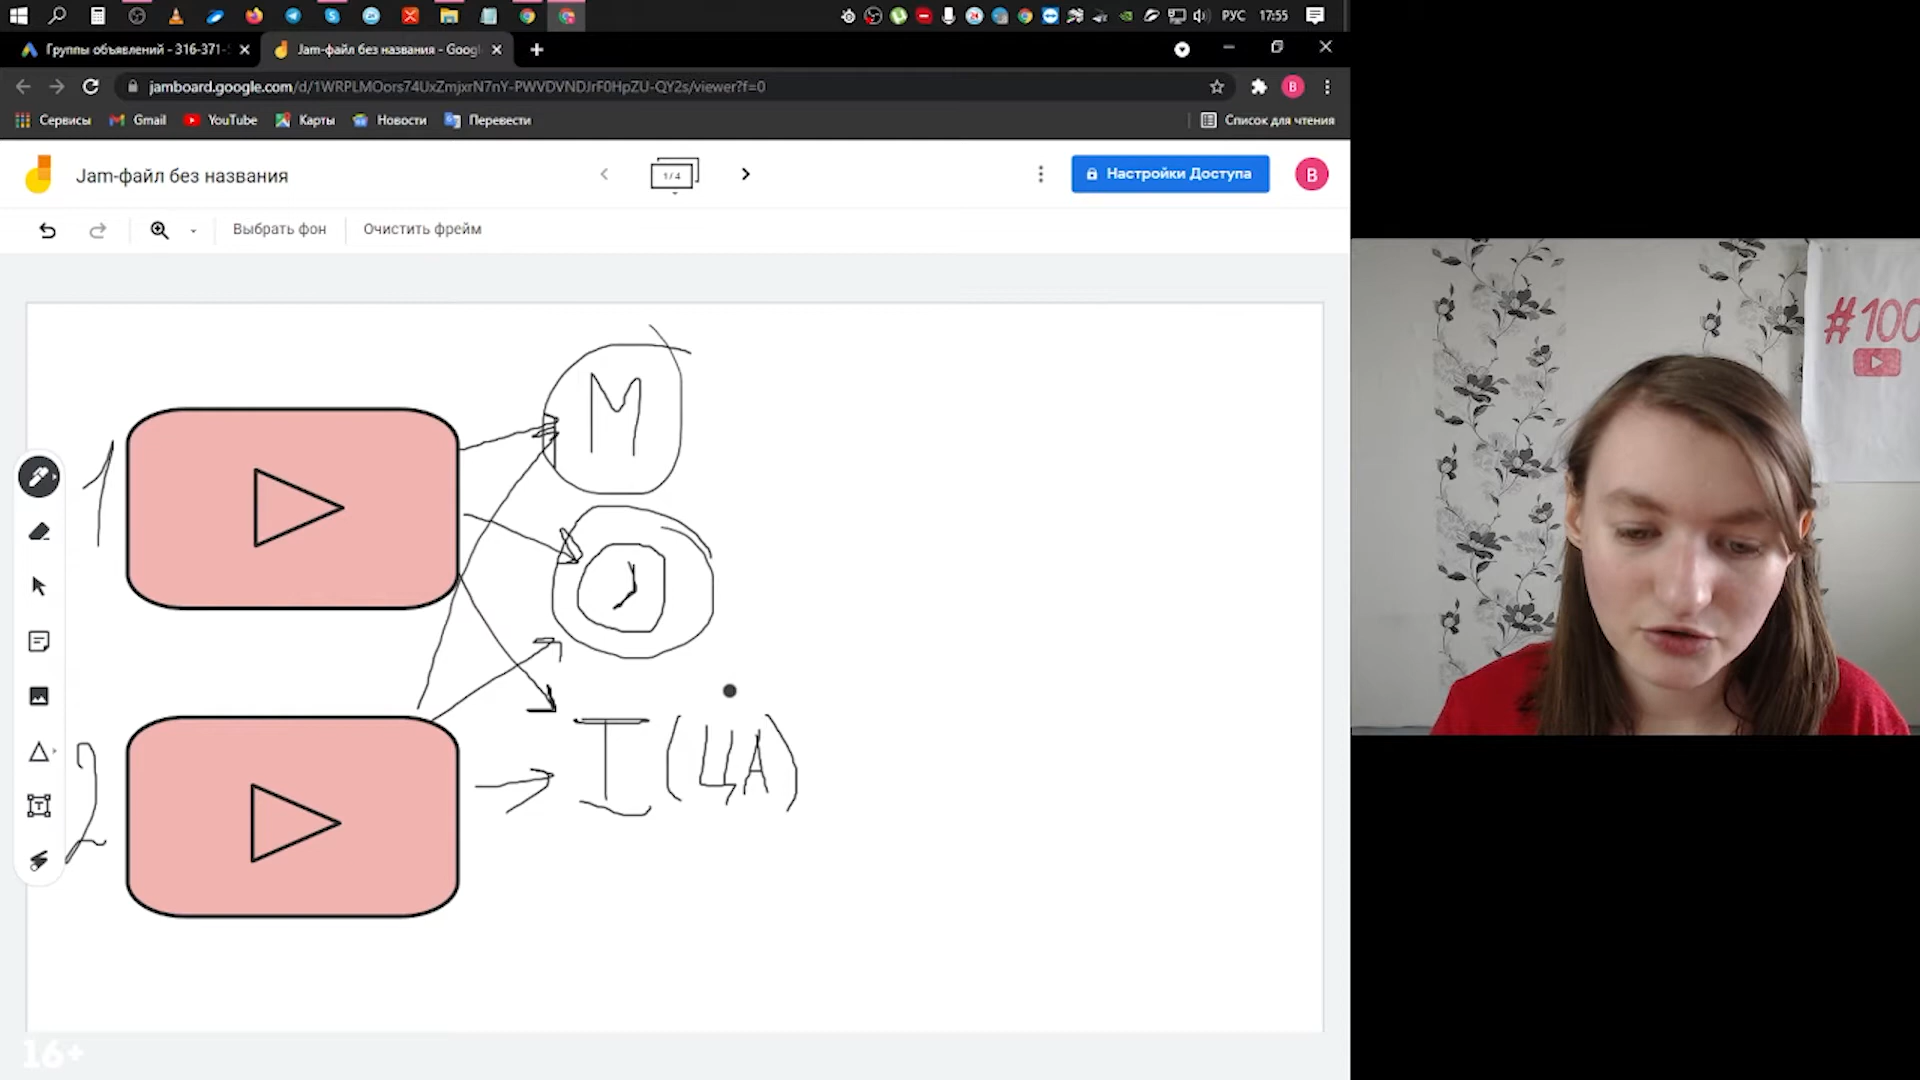 РУС 17:55
Группы объявлений - 316-371-
Jam-файл без названия - Googl
jamboard.google.com/d/1WRPLMOors74UxZmjxrN7nY-PWVDVNDJrF0HpZU-QY2s/viewer?f=0
B
Сервисы Gmail YouTube Карты Новости Перевести Список для чтения
Jam-файл без названия 1/4 Настройки Доступа B
Выбрать фон Очистить фрейм
#100
М
1
I (ЦА)
2
16+